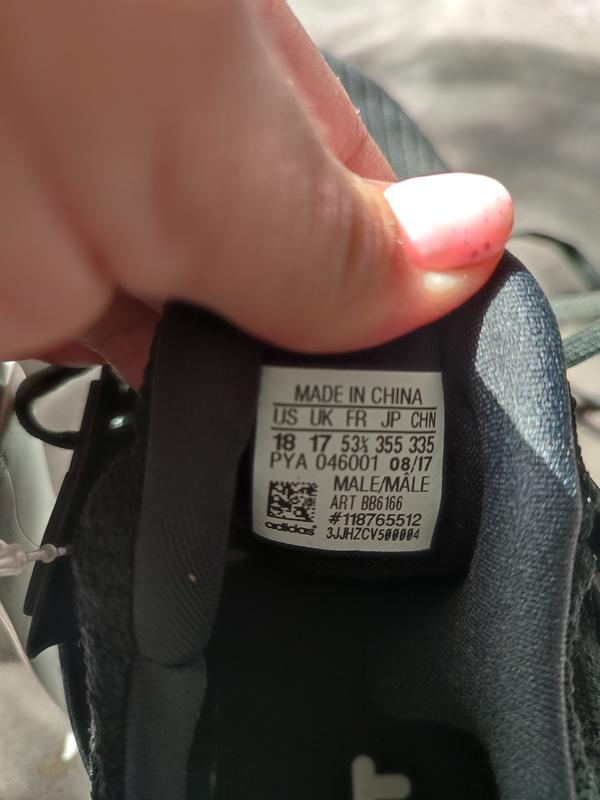 MADE IN CHINA
US UK FR JP CHN
18 17 53⅓ 355 335
PYA 046001 08/17
MALE/MÂLE
ART BB6166
#118765512
adidas® 3JJHZCV500004